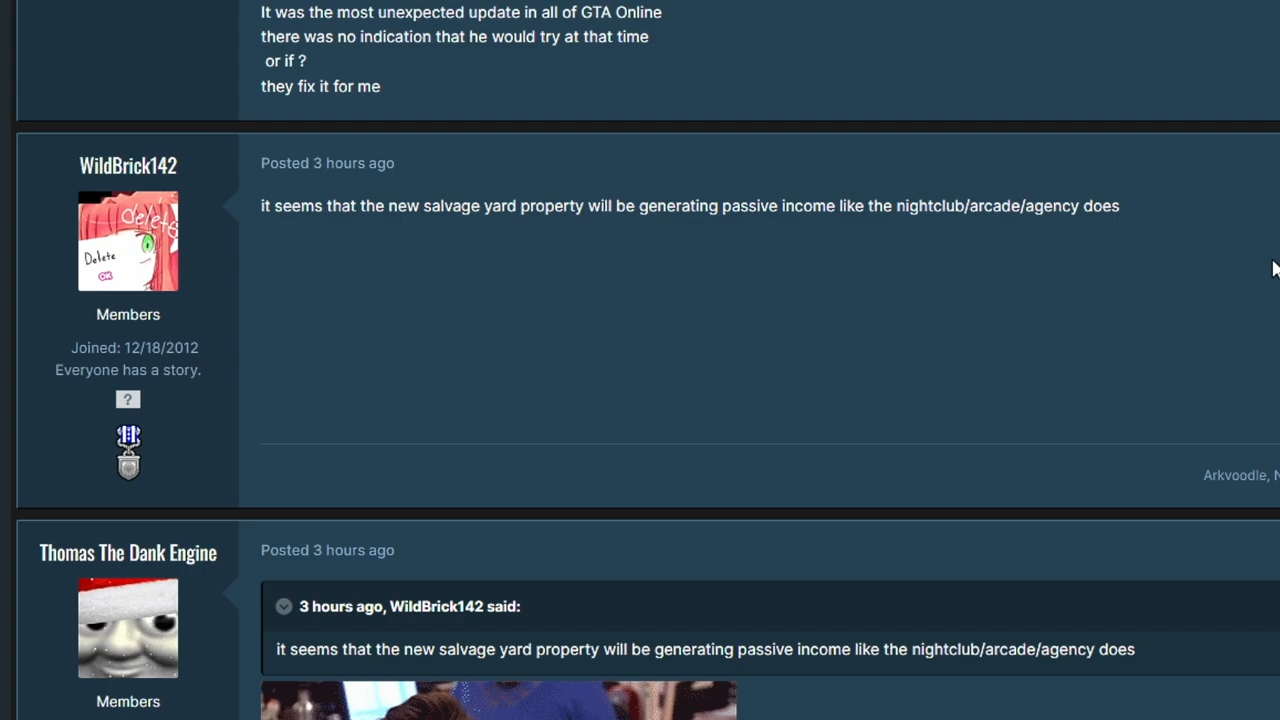 It was the most unexpected update in all of GTA Online
there was no indication that he would try at that time
or if ?
they fix it for me
WildBrick142
Posted 3 hours ago
it seems that the new salvage yard property will be generating passive income like the nightclub/arcade/agency does
delete
Delete
OK
Members
Joined: 12/18/2012
Everyone has a story.
?
Arkvoodle, N
Thomas The Dank Engine
Posted 3 hours ago
3 hours ago, WildBrick142 said:
it seems that the new salvage yard property will be generating passive income like the nightclub/arcade/agency does
Members